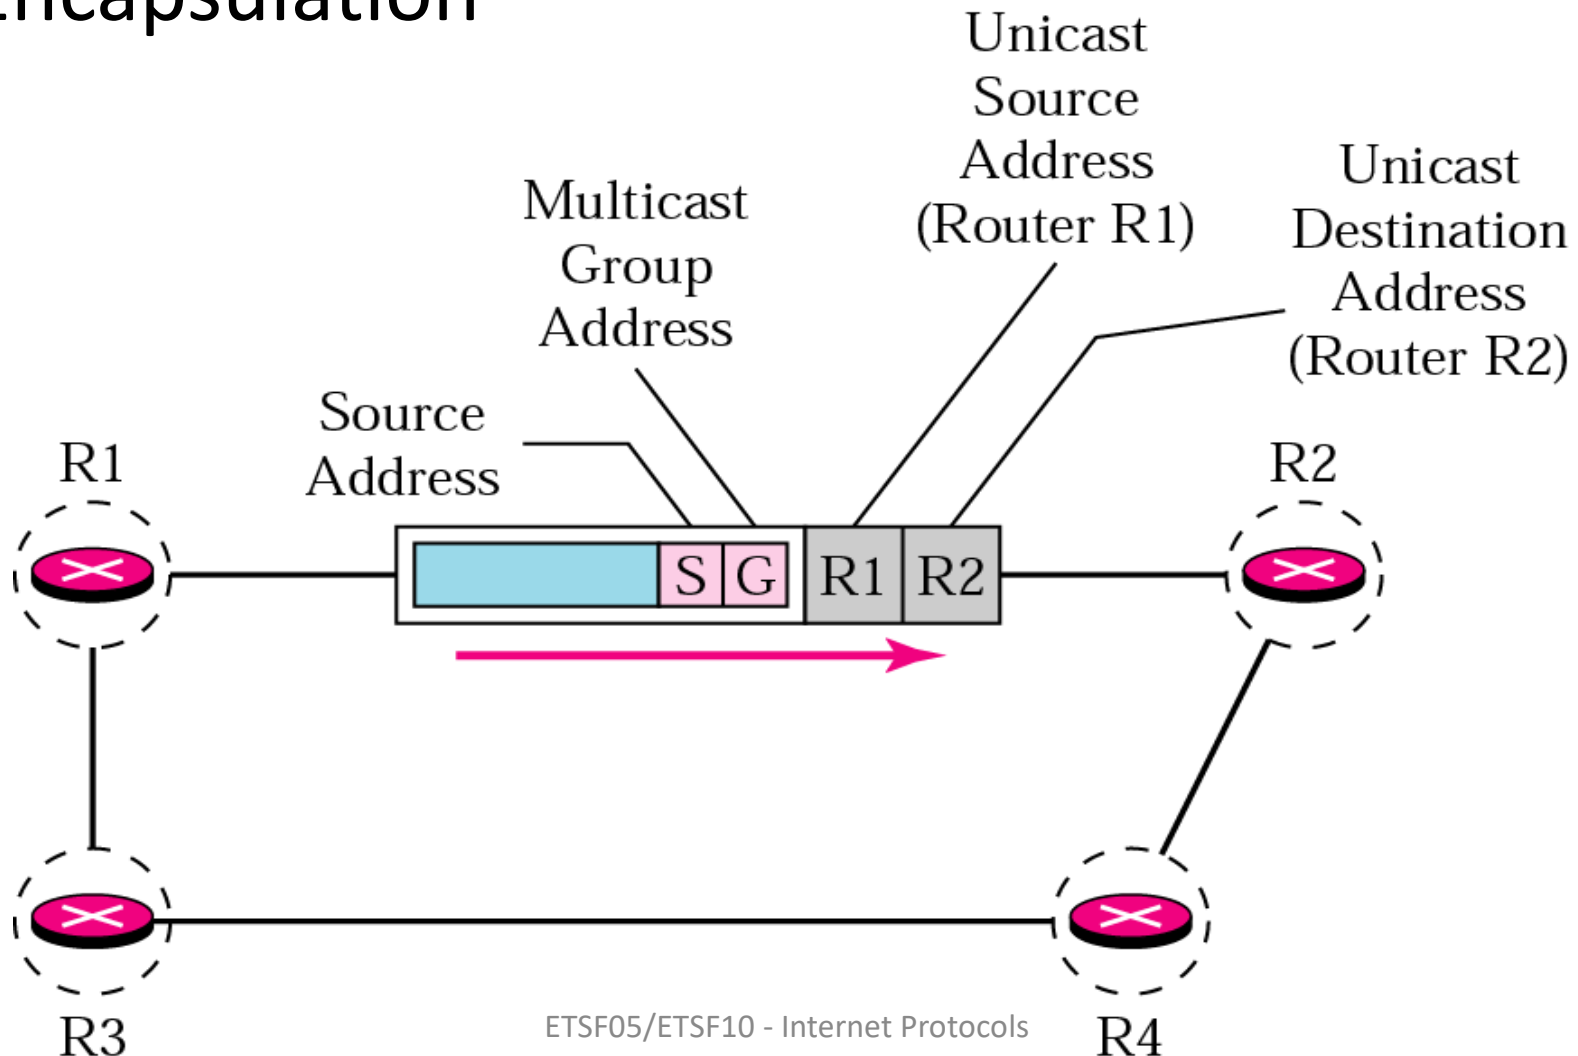 Encapsulation
Unicast
Source
Address
(Router R1)
Unicast
Destination
Address
(Router R2)
Multicast
Group
Address
Source
Address
R1
R2
S G R1 R2
R3
R4
ETSF05/ETSF10 - Internet Protocols